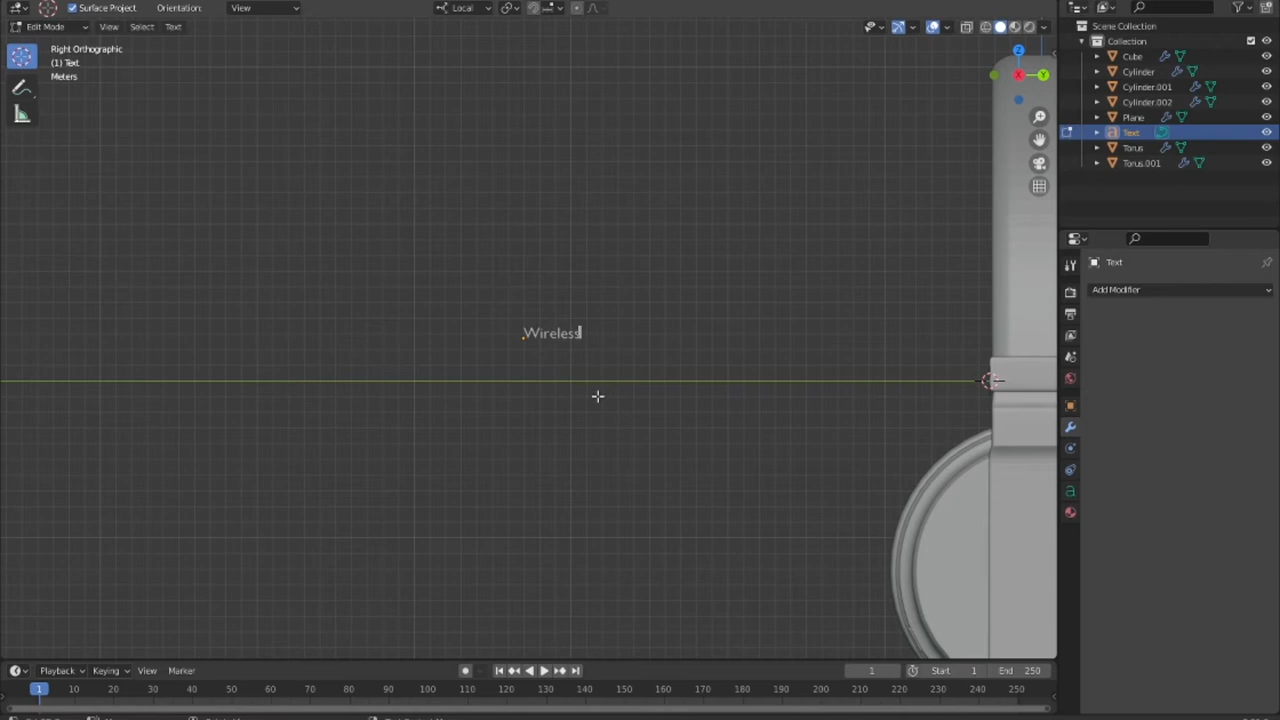 Surface Project Orientation: View Local
Edit Mode View Select Text
Right Orthographic
(1) Text
Meters
Z
X
Y
Wireless
Scene Collection
Collection
Cube
Cylinder
Cylinder.001
Cylinder.002
Plane
Text
Torus
Torus.001
Text
Add Modifier
Playback Keying View Marker 1 Start 1 End 250
1 10 20 30 40 50 60 70 80 90 100 110 120 130 140 150 160 170 180 190 200 210 220 230 240 250